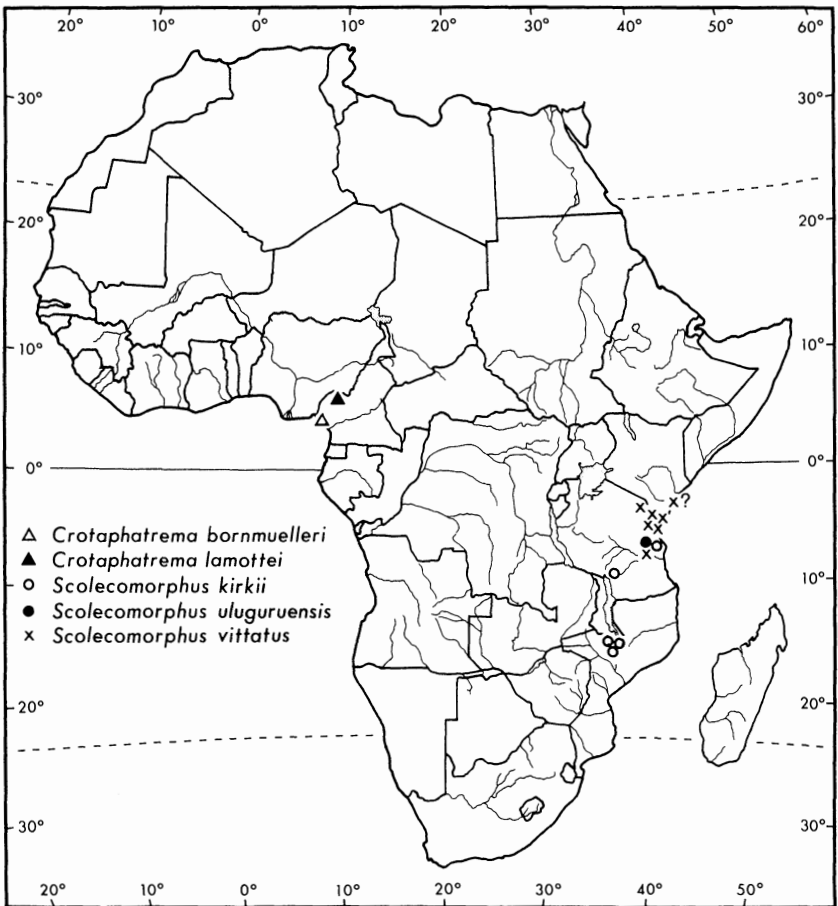 20° 10° 0° 10° 20° 30° 40° 50° 60°
30° 30°
20° 20°
10° 10°
0° 0°
?
△ Crotaphatrema bornmuelleri
▲ Crotaphatrema lamottei
○ Scolecomorphus kirkii
● Scolecomorphus uluguruensis
x Scolecomorphus vittatus
10°
20° 20°
30° 30°
20° 10° 0° 10° 20° 30° 40° 50°